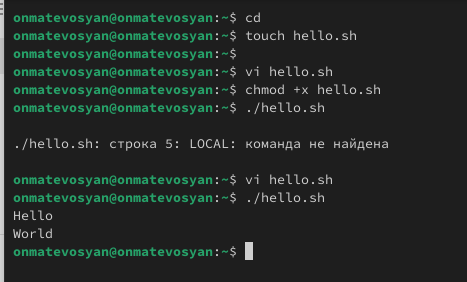 onmatevosyan@onmatevosyan:~$ cd
onmatevosyan@onmatevosyan:~$ touch hello.sh
onmatevosyan@onmatevosyan:~$
onmatevosyan@onmatevosyan:~$ vi hello.sh
onmatevosyan@onmatevosyan:~$ chmod +x hello.sh
onmatevosyan@onmatevosyan:~$ ./hello.sh
./hello.sh: строка 5: LOCAL: команда не найдена
onmatevosyan@onmatevosyan:~$ vi hello.sh
onmatevosyan@onmatevosyan:~$ ./hello.sh
Hello
World
onmatevosyan@onmatevosyan:~$